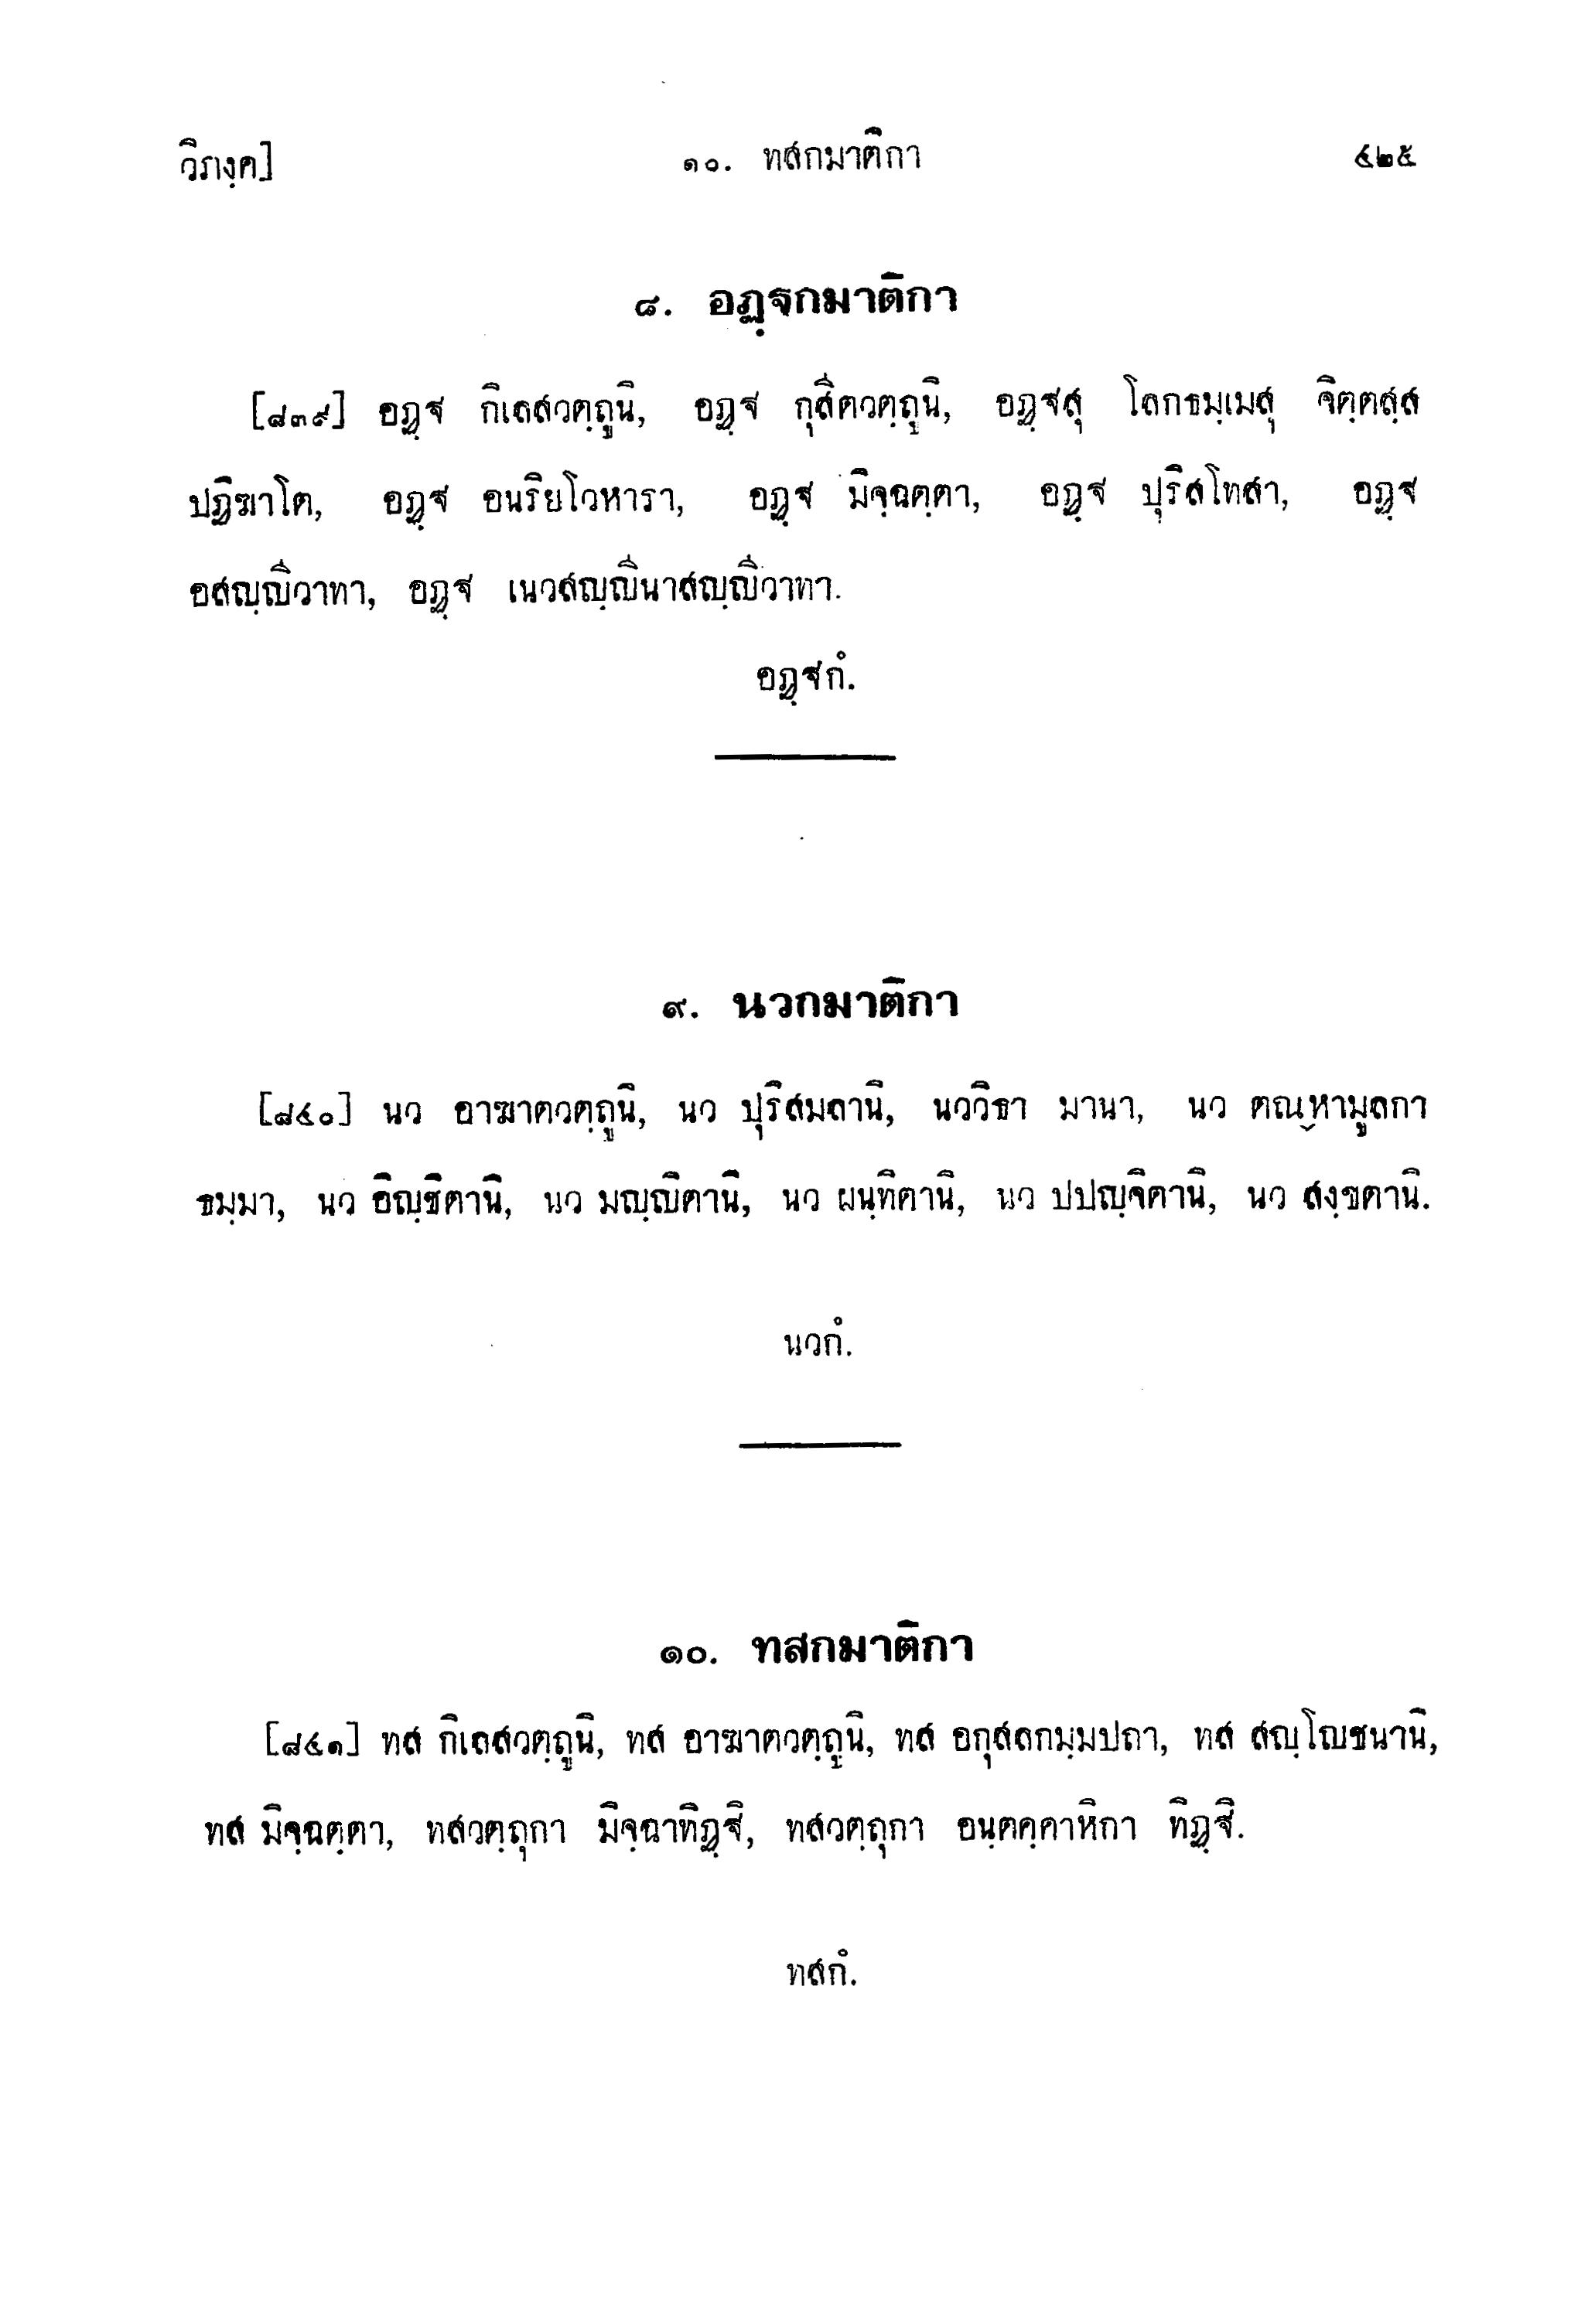 วิภงฺค]
๑๐. ทสกมาติกา
๔๒๕
๘. อฏฺฐกมาติกา
[๘๓๙] อฏฺฐ กิเลสวตฺถูนิ, อฏฺฐ กุสีตวตฺถูนิ, อฏฺฐสุ โลกธมฺเมสุ จิตฺตสฺส
ปฏิฆาโต, อฏฺฐ อนริยโวหารา, อฏฺฐ มิจฺฉตฺตา, อฏฺฐ ปุริสโทสา, อฏฺฐ
อสญฺญิวาทา, อฏฺฐ เนวสญฺญินาสญฺญิวาทา.
อฏฺฐกํ.
๙. นวกมาติกา
[๘๔๐] นว อาฆาตวตฺถูนิ, นว ปุริสมลานิ, นววิธา มานา, นว ตณฺหามูลกา
ธมฺมา, นว อิญฺชิตานิ, นว มญฺญิตานิ, นว ผนฺทิตานิ, นว ปปญฺจิตานิ, นว สงฺขตานิ.
นวกํ.
๑๐. ทสกมาติกา
[๘๔๑] ทส กิเลสวตฺถูนิ, ทส อาฆาตวตฺถูนิ, ทส อกุสลกมฺมปถา, ทส สญฺโญชนานิ,
ทส มิจฺฉตฺตา, ทสวตฺถุกา มิจฺฉาทิฏฺฐิ, ทสวตฺถุกา อนฺตคฺคาหิกา ทิฏฺฐิ.
ทสกํ.